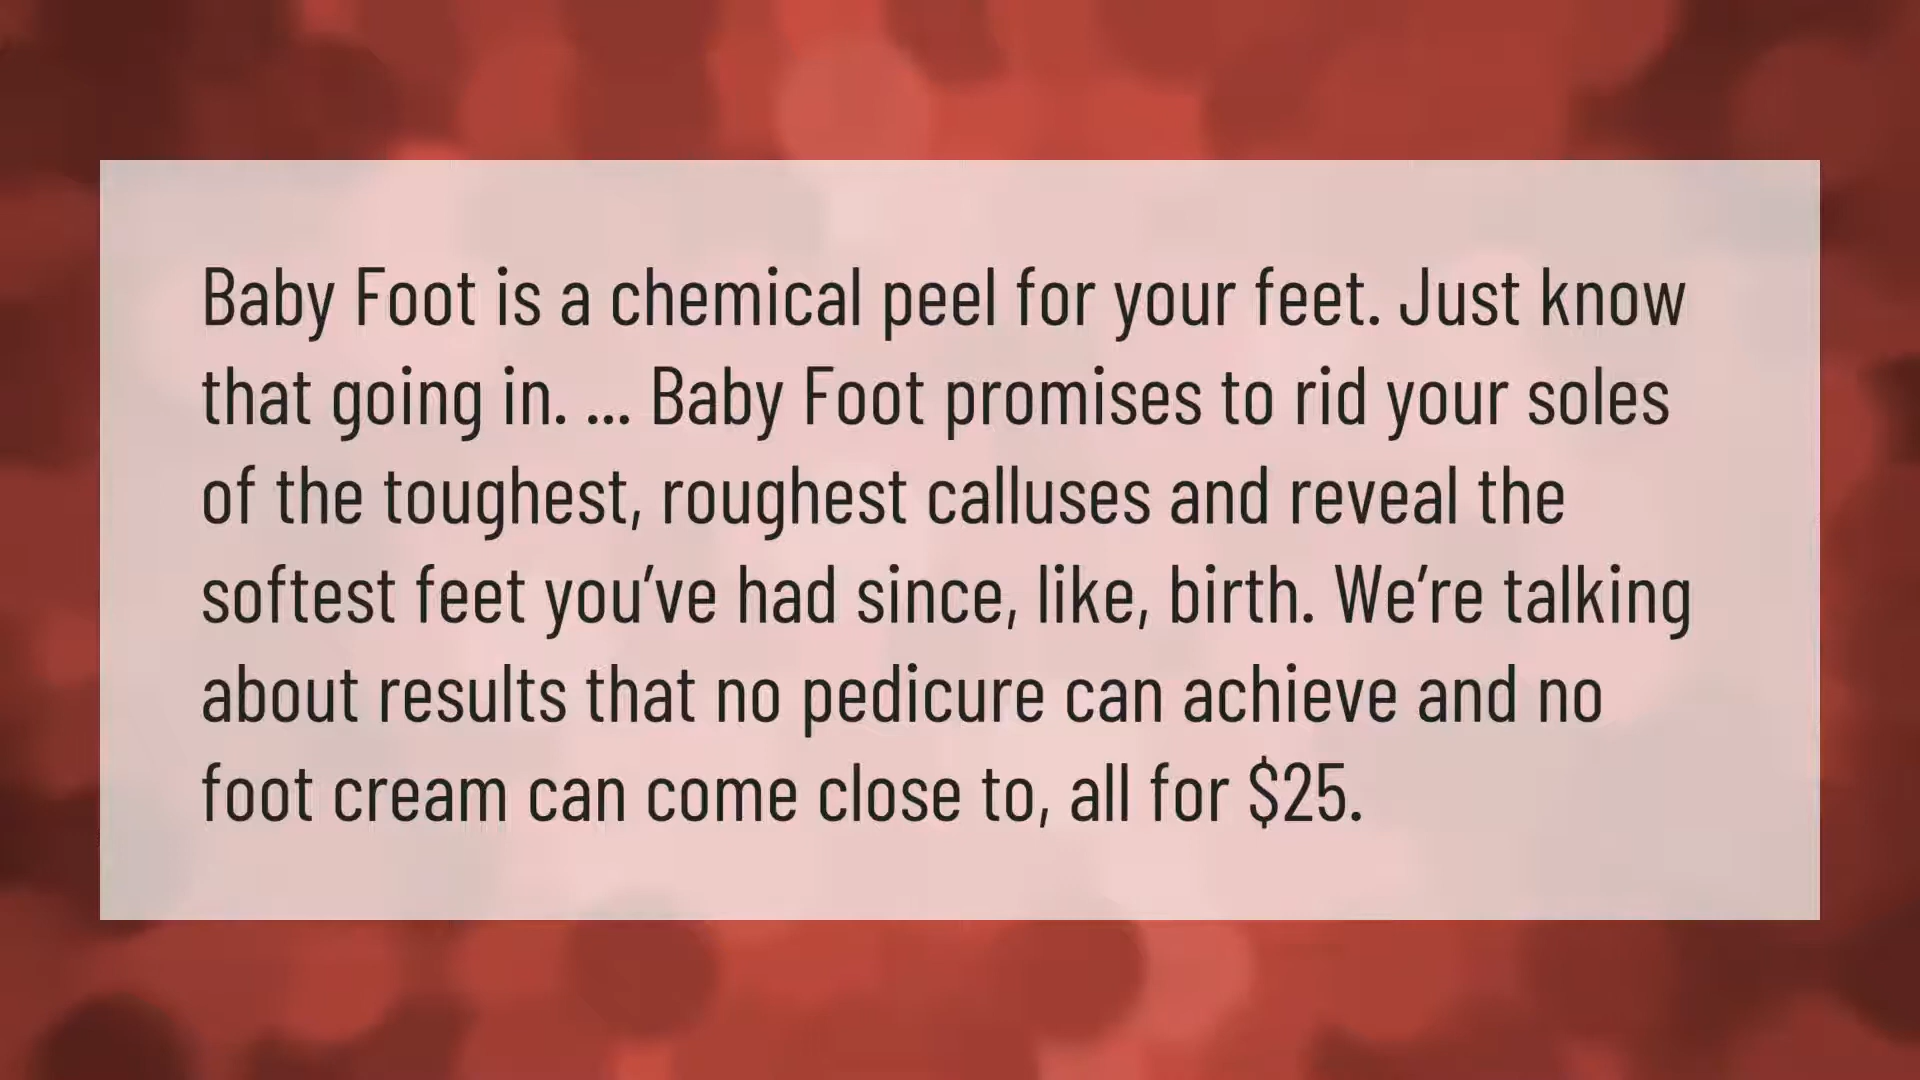 Baby Foot is a chemical peel for your feet. Just know
that going in. ... Baby Foot promises to rid your soles
of the toughest, roughest calluses and reveal the
softest feet you’ve had since, like, birth. We’re talking
about results that no pedicure can achieve and no
foot cream can come close to, all for $25.